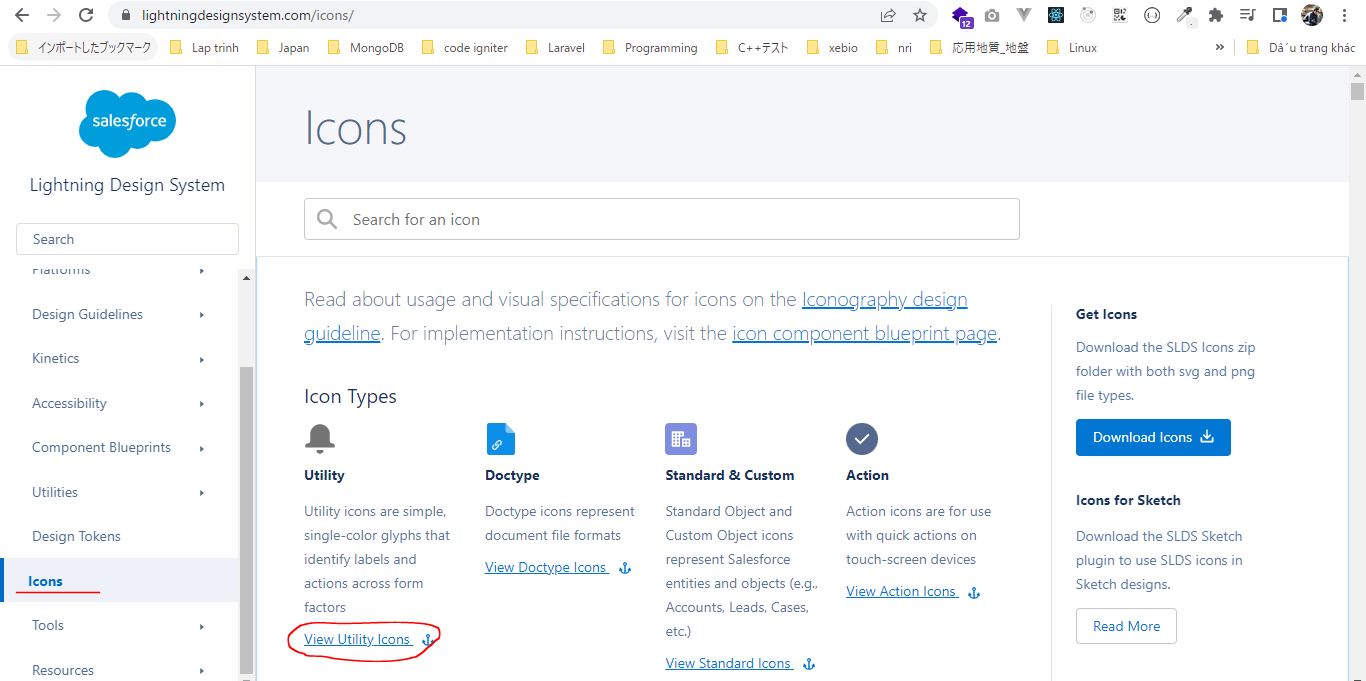 lightningdesignsystem.com/icons/
12
インポートしたブックマーク
Lap trinh
Japan
MongoDB
code igniter
Laravel
Programming
C++テスト
xebio
nri
応用地質_地盤
Linux
»
Dấu trang khác
salesforce
Lightning Design System
Search
Platforms
Design Guidelines
Kinetics
Accessibility
Component Blueprints
Utilities
Design Tokens
Icons
Tools
Resources
Icons
Search for an icon
Read about usage and visual specifications for icons on the Iconography design
guideline. For implementation instructions, visit the icon component blueprint page.
Icon Types
Utility
Utility icons are simple,
single-color glyphs that
identify labels and
actions across form
factors
View Utility Icons
Doctype
Doctype icons represent
document file formats
View Doctype Icons
Standard & Custom
Standard Object and
Custom Object icons
represent Salesforce
entities and objects (e.g.,
Accounts, Leads, Cases,
etc.)
View Standard Icons
Action
Action icons are for use
with quick actions on
touch-screen devices
View Action Icons
Get Icons
Download the SLDS Icons zip
folder with both svg and png
file types.
Download Icons
Icons for Sketch
Download the SLDS Sketch
plugin to use SLDS icons in
Sketch designs.
Read More